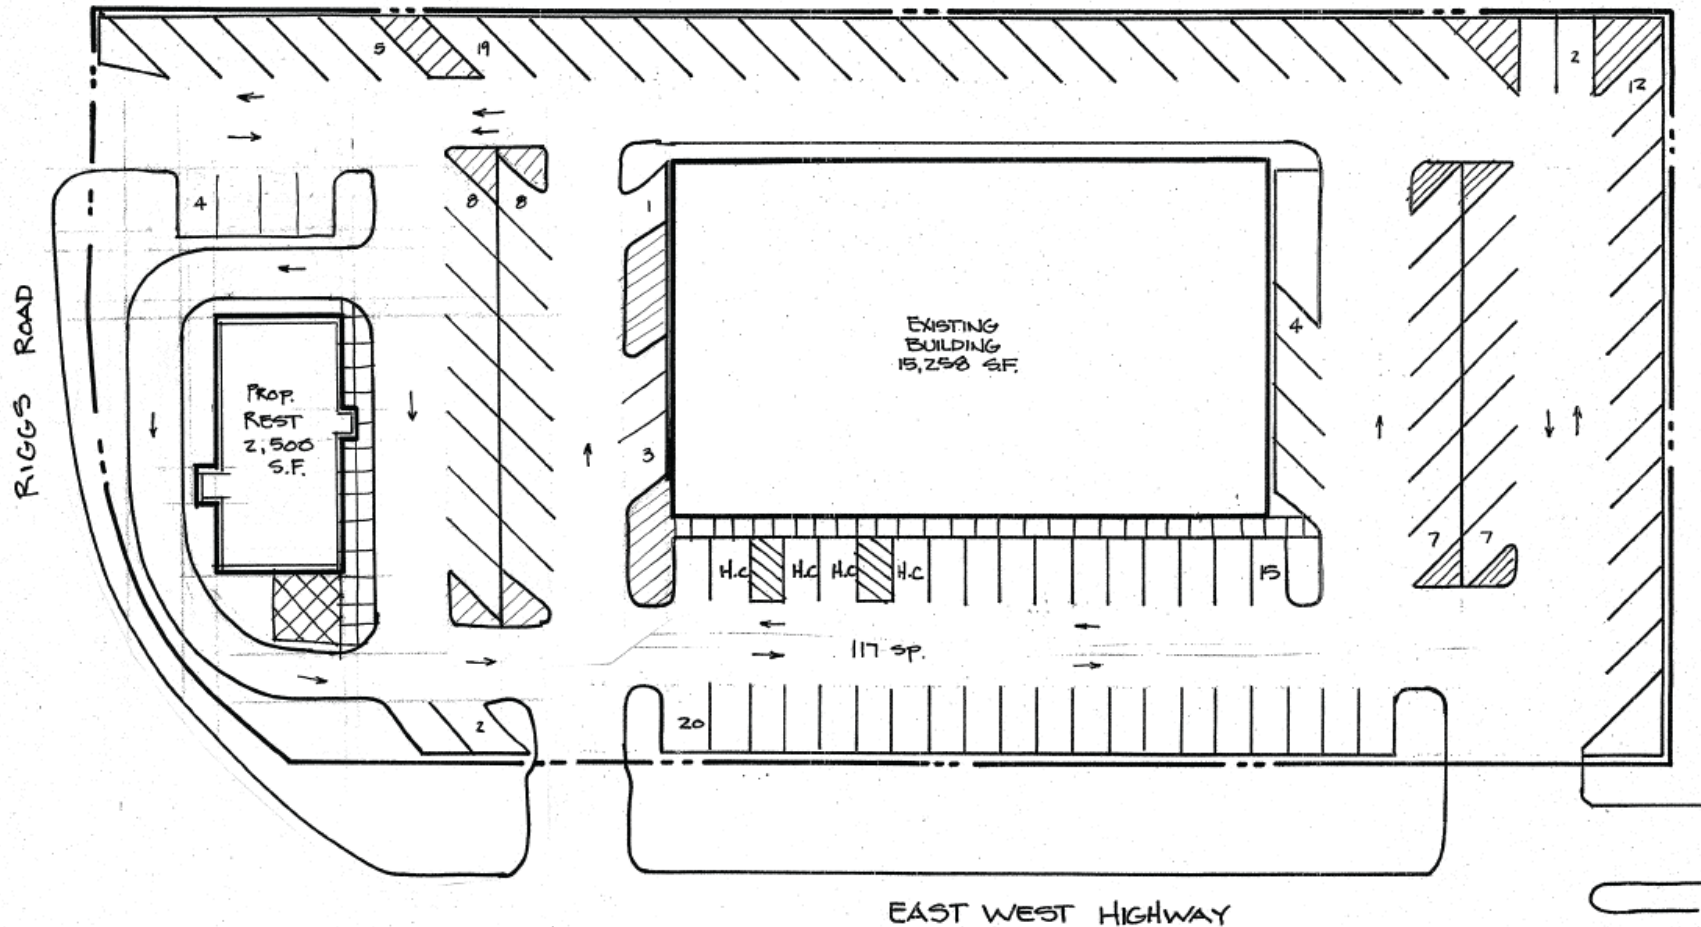 5
19
2
12
4
8
8
1
EXISTING
BUILDING
15,258 S.F.
4
RIGGS ROAD
PROP.
REST
2,500
S.F.
3
7
7
H.C
H.C
H.C
H.C
15
117 SP.
2
20
EAST WEST HIGHWAY